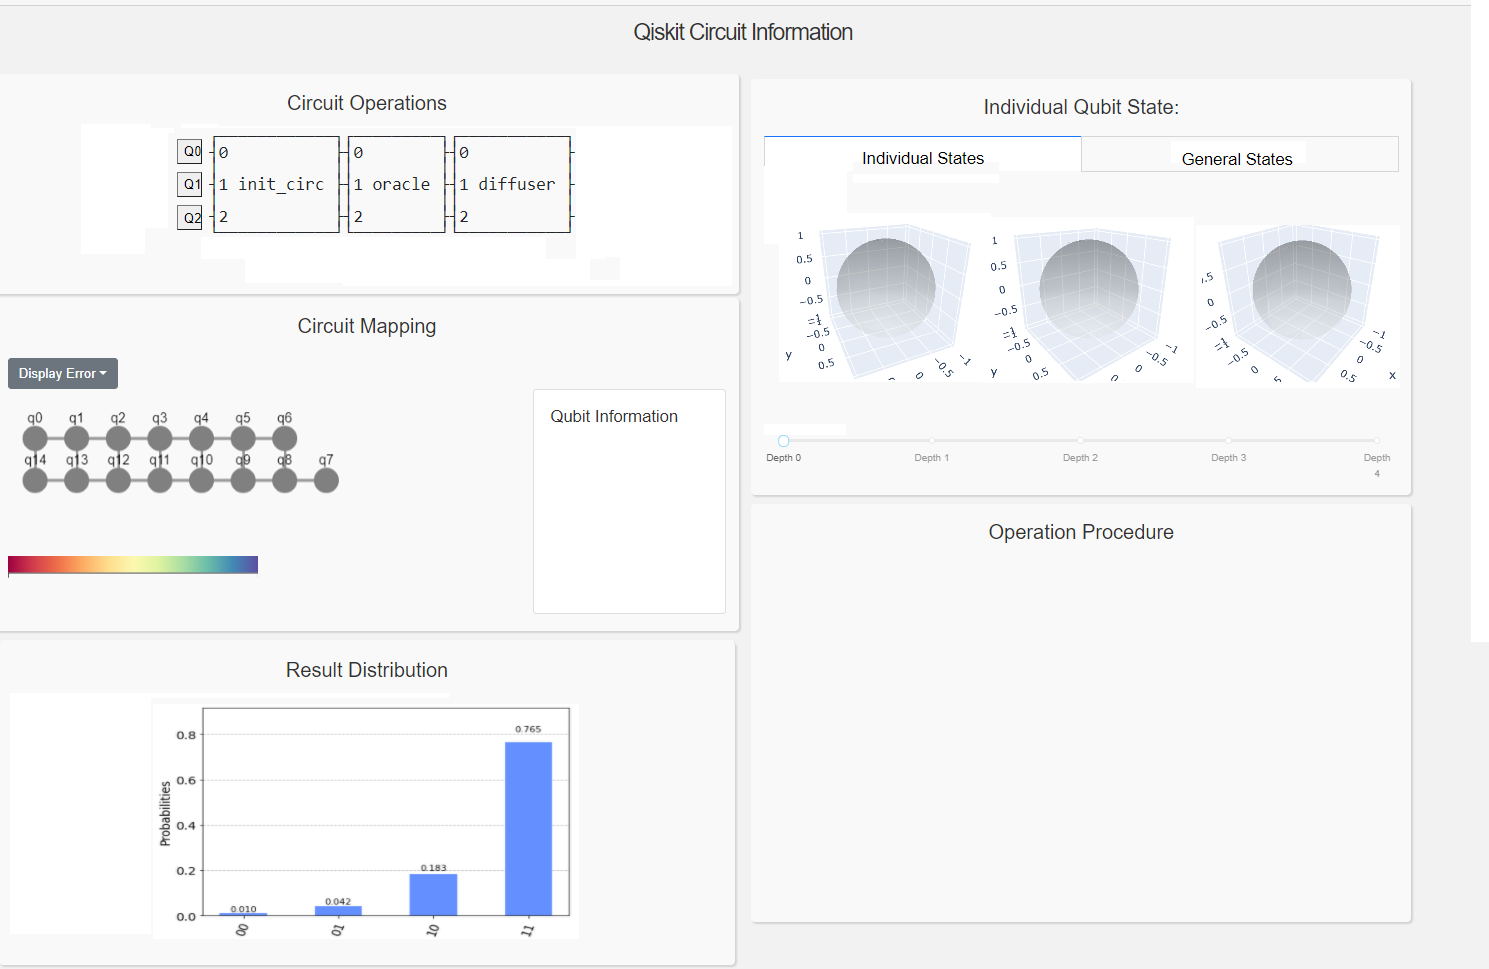 Qiskit Circuit Information
Circuit Operations
Q0 0 0 0
Q1 1 init_circ 1 oracle 1 diffuser
Q2 2 2 2
Circuit Mapping
Display Error
q0 q1 q2 q3 q4 q5 q6
q14 q13 q12 q11 q10 q9 q8 q7
Qubit Information
Result Distribution
Probabilities
0.8
0.6
0.4
0.2
0.0
0.010
0.042
0.183
0.765
00 01 10 11
Individual Qubit State:
Individual States General States
1
0.5
0
−0.5
−1
−0.5
0
0.5
y
0
−0.5
−1
1
0.5
0
−0.5
−1
−0.5
0
0.5
y
0
−0.5
−1
.5
0
−0.5
−1
−0.5
0
0.5
0
−0.5
−1
x
Depth 0 Depth 1 Depth 2 Depth 3 Depth
4
Operation Procedure